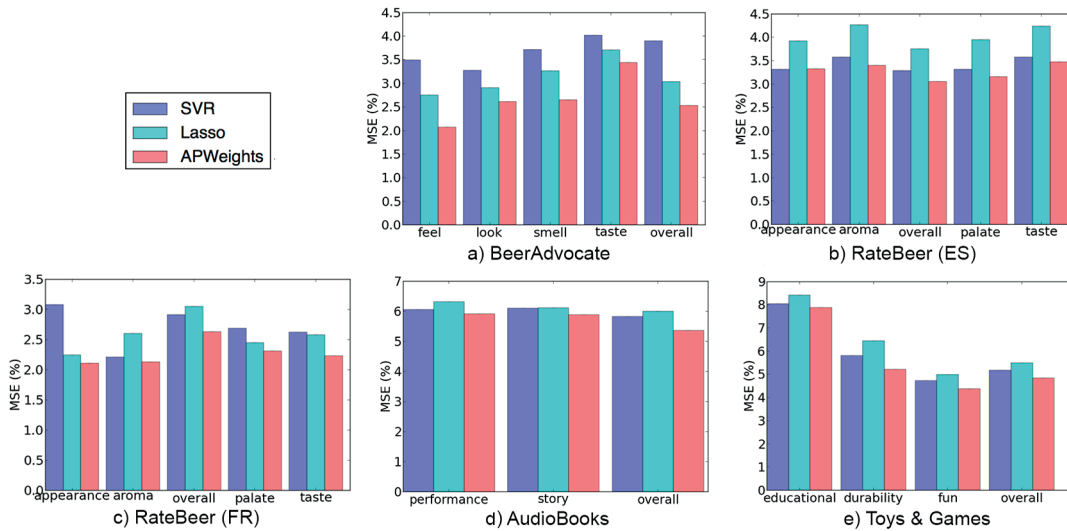 SVR
Lasso
APWeights
MSE (%)
4.5
4.0
3.5
3.0
2.5
2.0
1.5
1.0
0.5
0.0
feel look smell taste overall
a) BeerAdvocate
MSE (%)
4.5
4.0
3.5
3.0
2.5
2.0
1.5
1.0
0.5
0.0
appearance aroma overall palate taste
b) RateBeer (ES)
MSE (%)
3.5
3.0
2.5
2.0
1.5
1.0
0.5
0.0
appearance aroma overall palate taste
c) RateBeer (FR)
MSE (%)
7
6
5
4
3
2
1
0
performance story overall
d) AudioBooks
MSE (%)
9
8
7
6
5
4
3
2
1
0
educational durability fun overall
e) Toys & Games